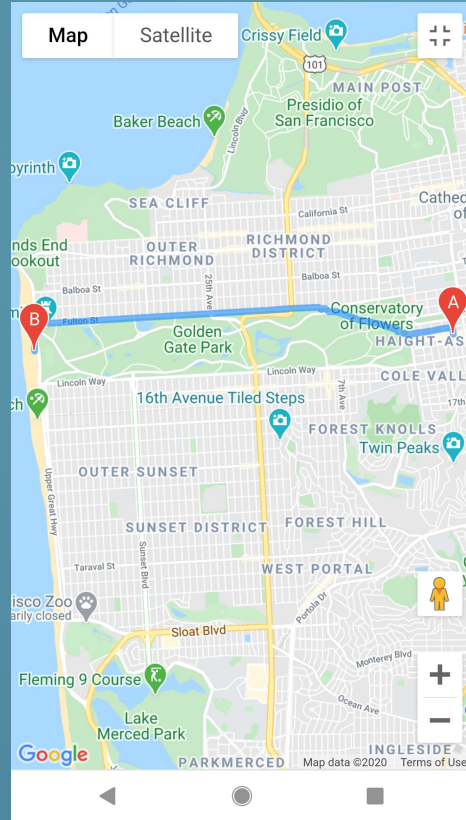 Map
Satellite
Crissy Field
101
MAIN POST
Presidio of
San Francisco
Baker Beach
Lincoln Blvd
byrinth
SEA CLIFF
California St
Cathed
of
nds End
ookout
OUTER
RICHMOND
RICHMOND
DISTRICT
Balboa St
25th Ave
Balboa St
A
B
Fulton St
Conservatory
of Flowers
Golden
Gate Park
HAIGHT-AS
Lincoln Way
Lincoln Way
7th Ave
COLE VALL
ch
16th Avenue Tiled Steps
17th
FOREST KNOLLS
Twin Peaks
OUTER SUNSET
Upper Great Hwy
SUNSET DISTRICT
FOREST HILL
Sunset Blvd
Taraval St
WEST PORTAL
isco Zoo
arily closed
Portola Dr
Sloat Blvd
Monterey Blvd
Fleming 9 Course
Ocean Ave
Lake
Merced Park
INGLESIDE
Google
PARKMERCED
Map data ©2020
Terms of Use